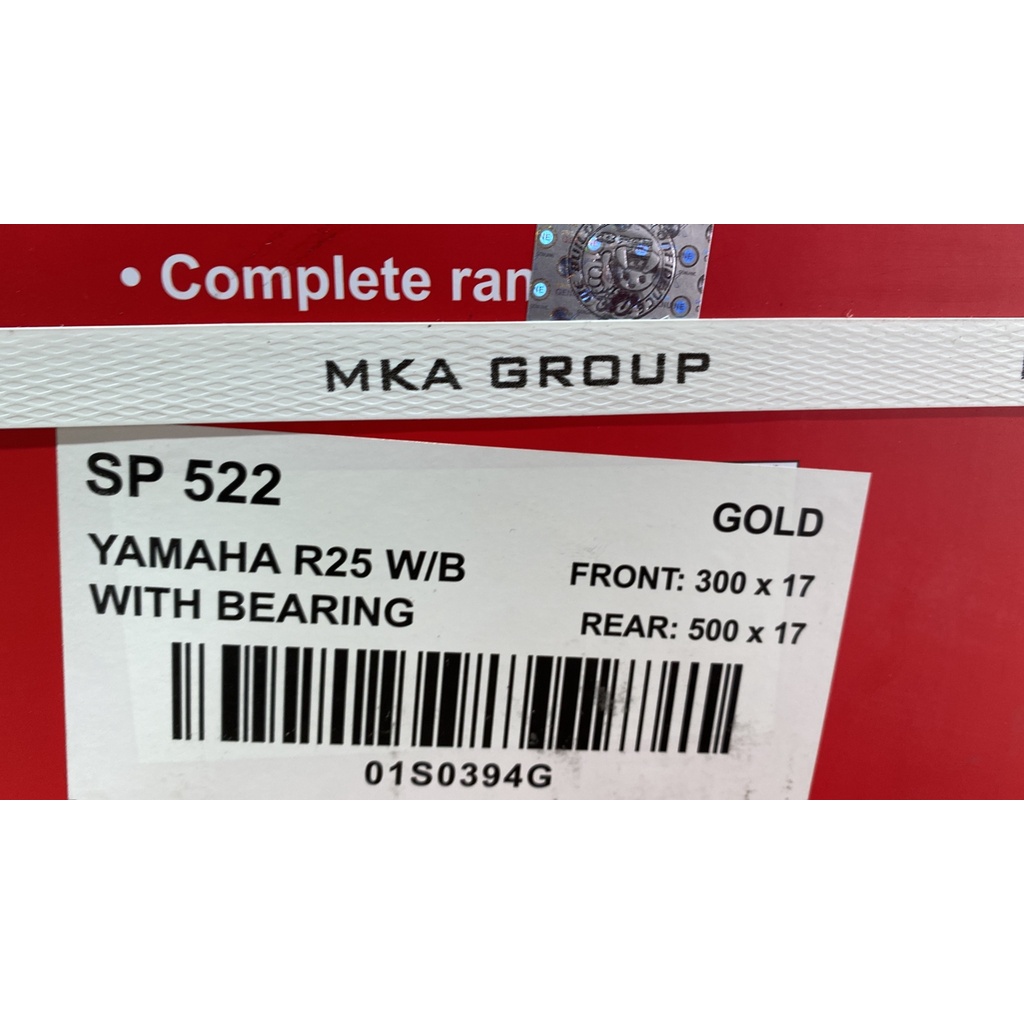 • Complete ran
MKA GROUP
SP 522
GOLD
YAMAHA R25 W/B
FRONT: 300 x 17
WITH BEARING
REAR: 500 x 17
01S0394G